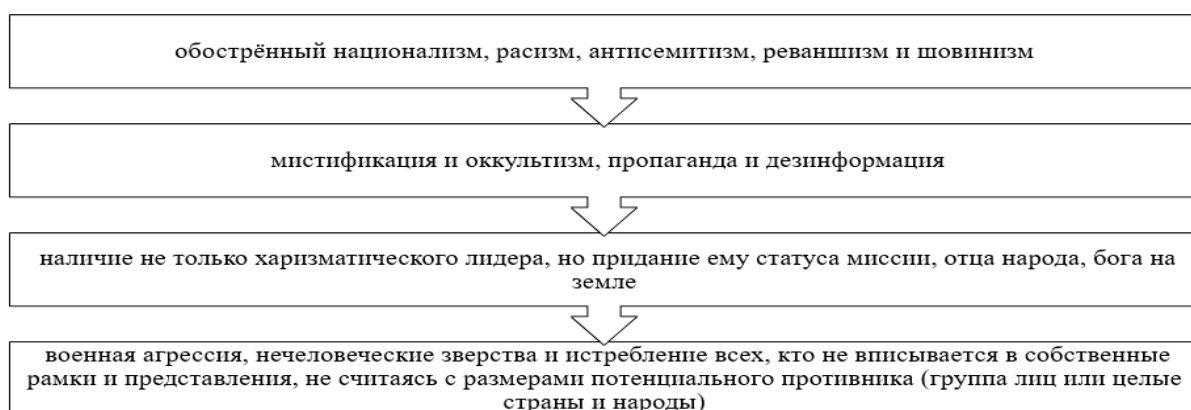 обострённый национализм, расизм, антисемитизм, реваншизм и шовинизм
мистификация и оккультизм, пропаганда и дезинформация
наличие не только харизматического лидера, но придание ему статуса миссии, отца народа, бога на
земле
военная агрессия, нечеловеческие зверства и истребление всех, кто не вписывается в собственные
рамки и представления, не считаясь с размерами потенциального противника (группа лиц или целые
страны и народы)